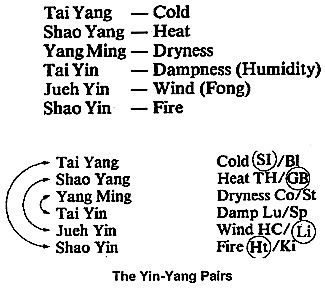 Tai Yang — Cold
Shao Yang — Heat
Yang Ming — Dryness
Tai Yin — Dampness (Humidity)
Jueh Yin — Wind (Fong)
Shao Yin — Fire
Tai Yang Cold SI/Bl
Shao Yang Heat TH/GB
Yang Ming Dryness Co/St
Tai Yin Damp Lu/Sp
Jueh Yin Wind HC/Li
Shao Yin Fire Ht/Ki
The Yin-Yang Pairs